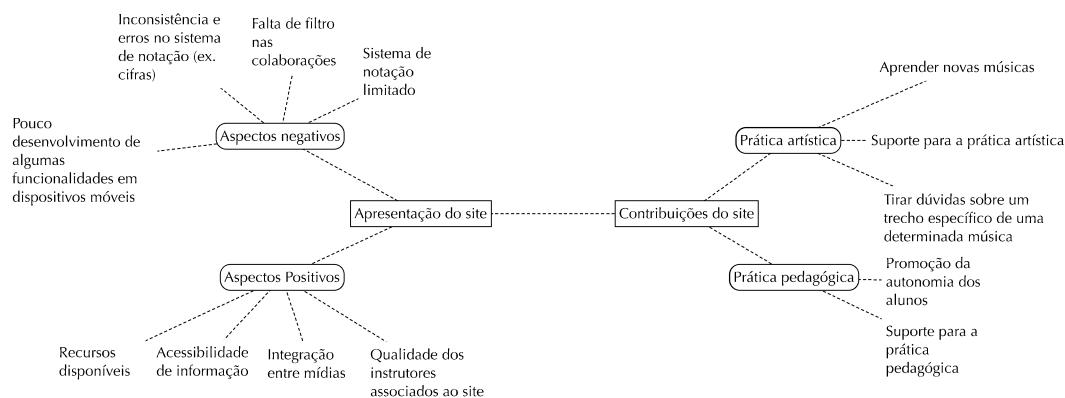 Inconsistência e
erros no sistema
de notação (ex.
cifras)
Falta de filtro
nas
colaborações
Sistema de
notação
limitado
Pouco
desenvolvimento de
algumas
funcionalidades em
dispositivos móveis
Aspectos negativos
Apresentação do site
Aspectos Positivos
Recursos
disponíveis
Acessibilidade
de informação
Integração
entre mídias
Qualidade dos
instrutores
associados ao site
Contribuições do site
Prática artística
Aprender novas músicas
Suporte para a prática artística
Tirar dúvidas sobre um
trecho específico de uma
determinada música
Prática pedagógica
Promoção da
autonomia dos
alunos
Suporte para a
prática
pedagógica